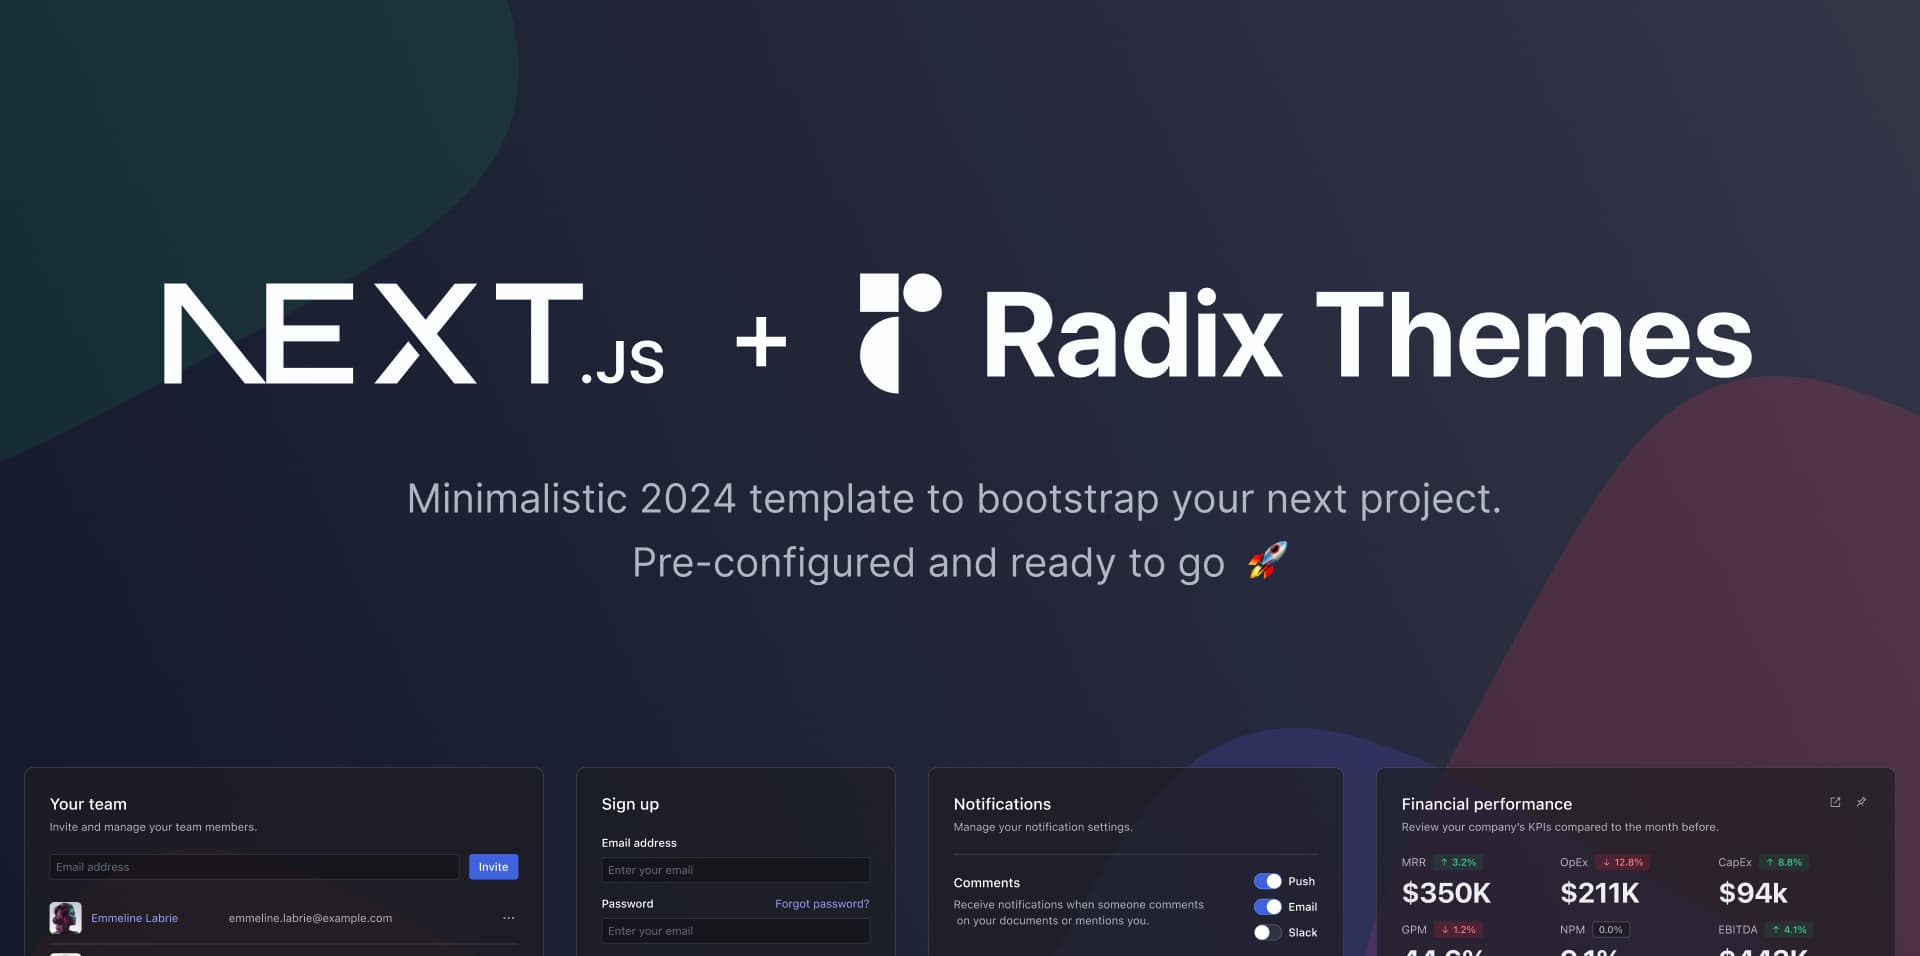 NEXT.JS + Radix Themes
Minimalistic 2024 template to bootstrap your next project.
Pre-configured and ready to go 🚀
Your team
Invite and manage your team members.
Email address
Invite
Emmeline Labrie
emmeline.labrie@example.com
Sign up
Email address
Enter your email
Password
Forgot password?
Enter your email
Notifications
Manage your notification settings.
Comments
Receive notifications when someone comments
on your documents or mentions you.
Push
Email
Slack
Financial performance
Review your company's KPIs compared to the month before.
MRR ↑ 3.2%
$350K
OpEx ↓ 12.8%
$211K
CapEx ↑ 8.8%
$94k
GPM ↓ 1.2%
NPM 0.0%
EBITDA ↑ 4.1%